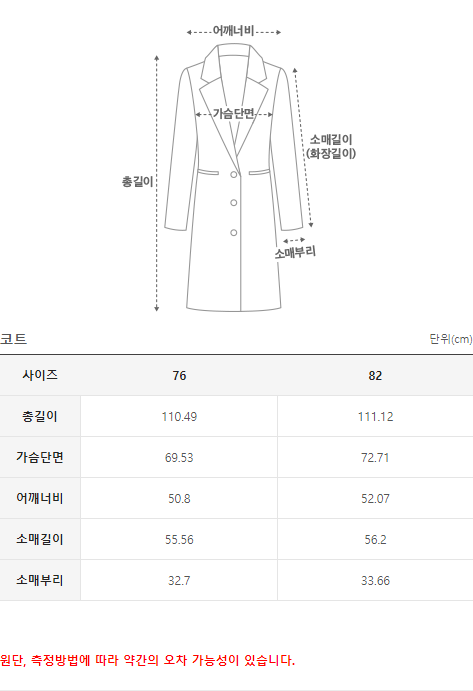 어깨너비
가슴단면
소매길이
(화장길이)
총길이
소매부리
코트 단위(cm)
사이즈 76 82
총길이 110.49 111.12
가슴단면 69.53 72.71
어깨너비 50.8 52.07
소매길이 55.56 56.2
소매부리 32.7 33.66
원단, 측정방법에 따라 약간의 오차 가능성이 있습니다.